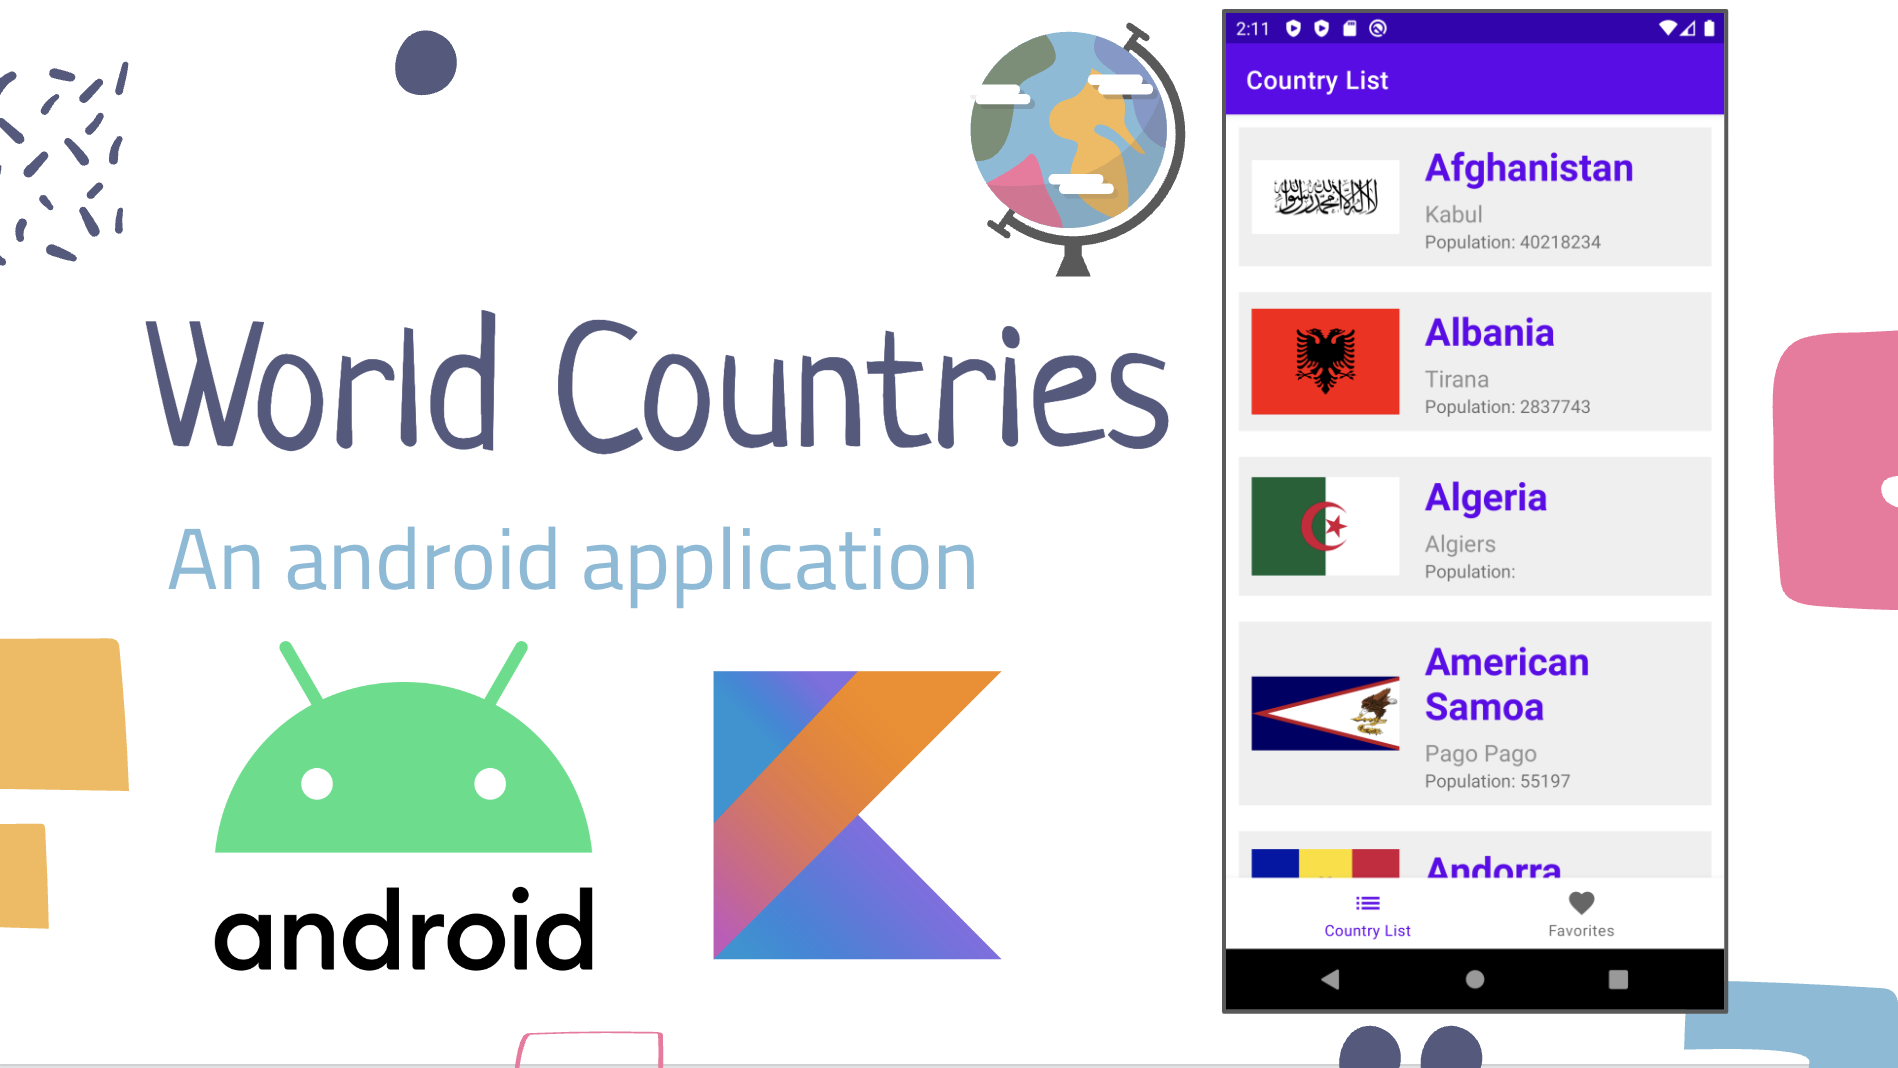 World Countries
An android application
android
2:11
Country List
Afghanistan
Kabul
Population: 40218234
Albania
Tirana
Population: 2837743
Algeria
Algiers
Population:
American
Samoa
Pago Pago
Population: 55197
Andorra
Country List
Favorites